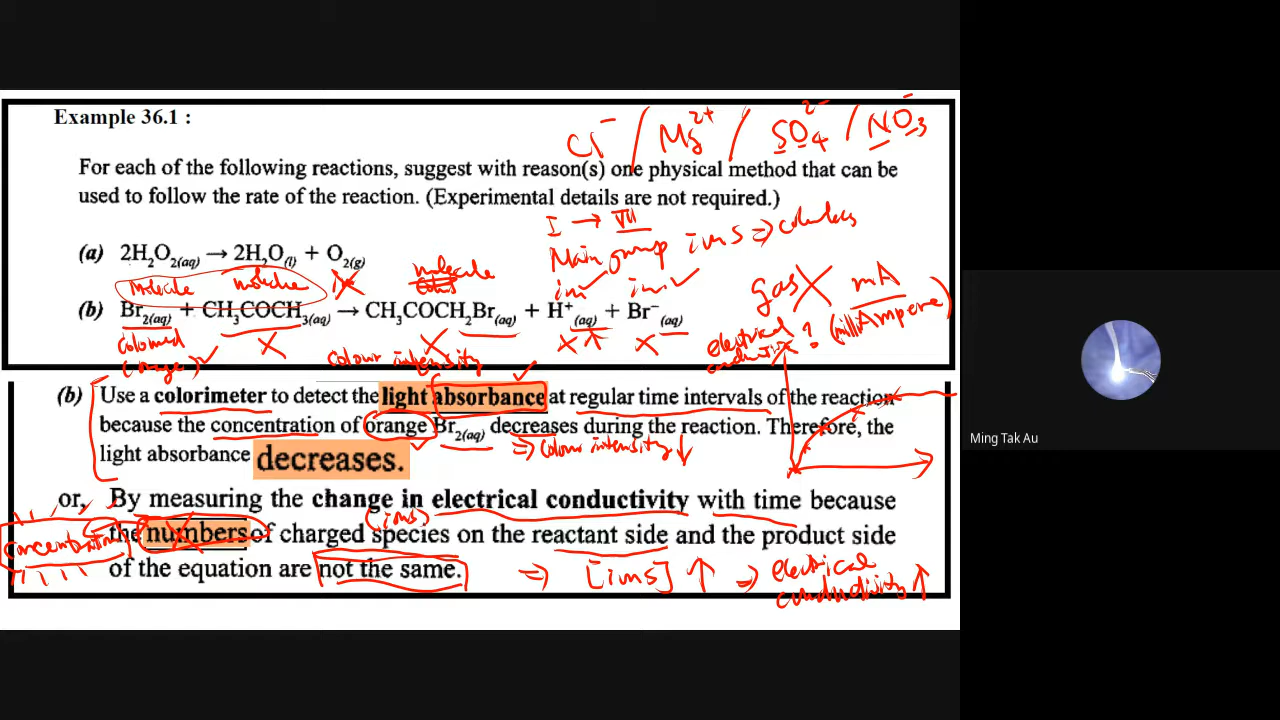 Example 36.1 :
Cl⁻ / Mg²⁺ / SO₄²⁻ / NO₃⁻
For each of the following reactions, suggest with reason(s) one physical method that can be
used to follow the rate of the reaction. (Experimental details are not required.)
I → VII
Main group ions ⇒ colourless
(a) 2H₂O₂(aq) → 2H₂O(l) + O₂(g)
molecule molecule molecule ion ion
gas mA
(b) Br₂(aq) + CH₃COCH₃(aq) → CH₃COCH₂Br(aq) + H⁺(aq) + Br⁻(aq)
(milliAmpere)
electrical ?
coloured
(orange)
colour intensity
(b) Use a colorimeter to detect the light absorbance at regular time intervals of the reaction
because the concentration of orange Br₂(aq) decreases during the reaction. Therefore, the
light absorbance decreases.
⇒ colour intensity ↓
or, By measuring the change in electrical conductivity with time because
(ions)
concentration
the numbers of charged species on the reactant side and the product side
of the equation are not the same. ⇒ [ions] ↑ ⇒ electrical
conductivity ↑
Ming Tak Au